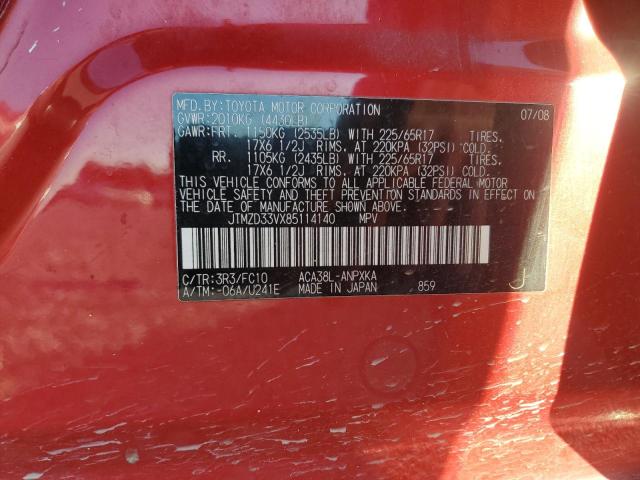 MFD.BY:TOYOTA MOTOR CORPORATION 07/08
GVWR:2010KG (4430LB)
GAWR:FRT. 1150KG (2535LB) WITH 225/65R17 TIRES,
17X6 1/2J RIMS, AT 220KPA (32PSI) COLD.
RR. 1105KG (2435LB) WITH 225/65R17 TIRES,
17X6 1/2J RIMS, AT 220KPA (32PSI) COLD.
THIS VEHICLE CONFORMS TO ALL APPLICABLE FEDERAL MOTOR
VEHICLE SAFETY AND THEFT PREVENTION STANDARDS IN EFFECT ON
THE DATE OF MANUFACTURE SHOWN ABOVE.
JTMZD33VX85114140 MPV
C/TR:3R3/FC10 ACA38L-ANPXKA
A/TM:-06A/U241E MADE IN JAPAN 859 J